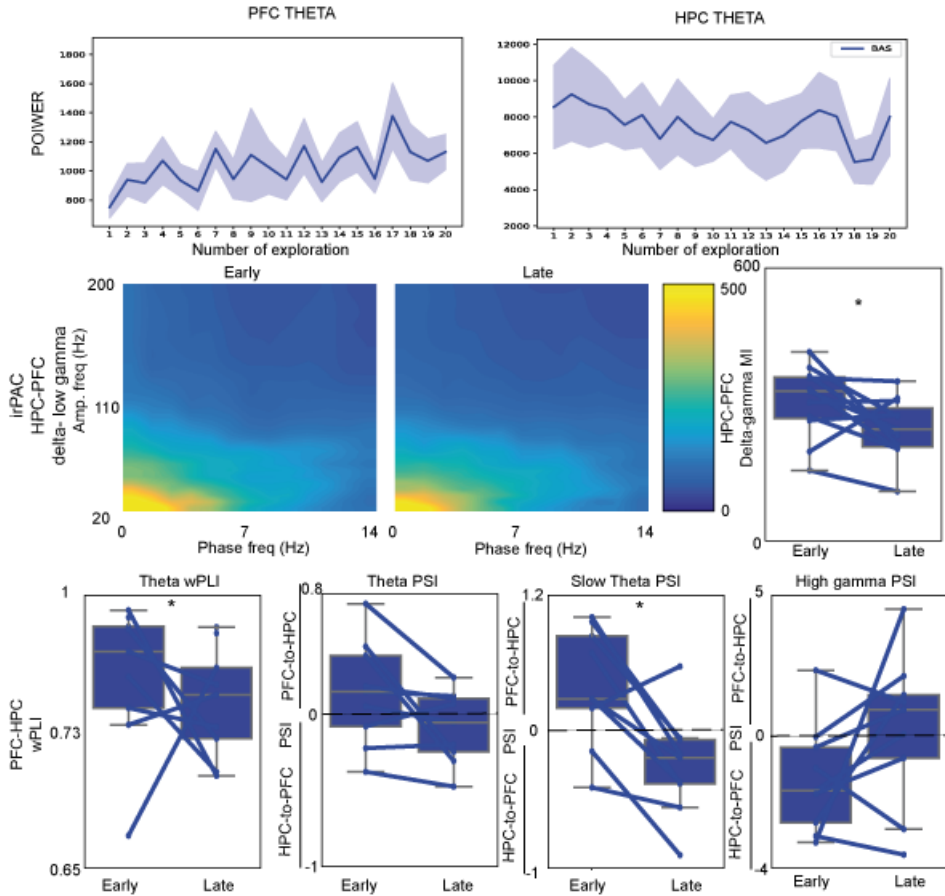 PFC THETA
HPC THETA
POIWER
1800
1600
1400
1200
1000
800
1 2 3 4 5 6 7 8 9 10 11 12 13 14 15 16 17 18 19 20
Number of exploration
12000
10000
8000
6000
4000
2000
BAS
1 2 3 4 5 6 7 8 9 10 11 12 13 14 15 16 17 18 19 20
Number of exploration
Early
Late
irPAC
HPC-PFC
delta- low gamma
Amp. freq (Hz)
200
110
20
0 7 14
Phase freq (Hz)
0 7 14
Phase freq (Hz)
500
0
HPC-PFC
Delta-gamma MI
600
0
*
Early Late
Theta wPLI
PFC-HPC
wPLI
1
0.73
0.65
*
Early Late
Theta PSI
HPC-to-PFC PSI PFC-to-HPC
0.8
0
-1
Early Late
Slow Theta PSI
HPC-to-PFC PSI PFC-to-HPC
1.2
0
-1
*
Early Late
High gamma PSI
HPC-to-PFC PSI PFC-to-HPC
5
0
-4
Early Late